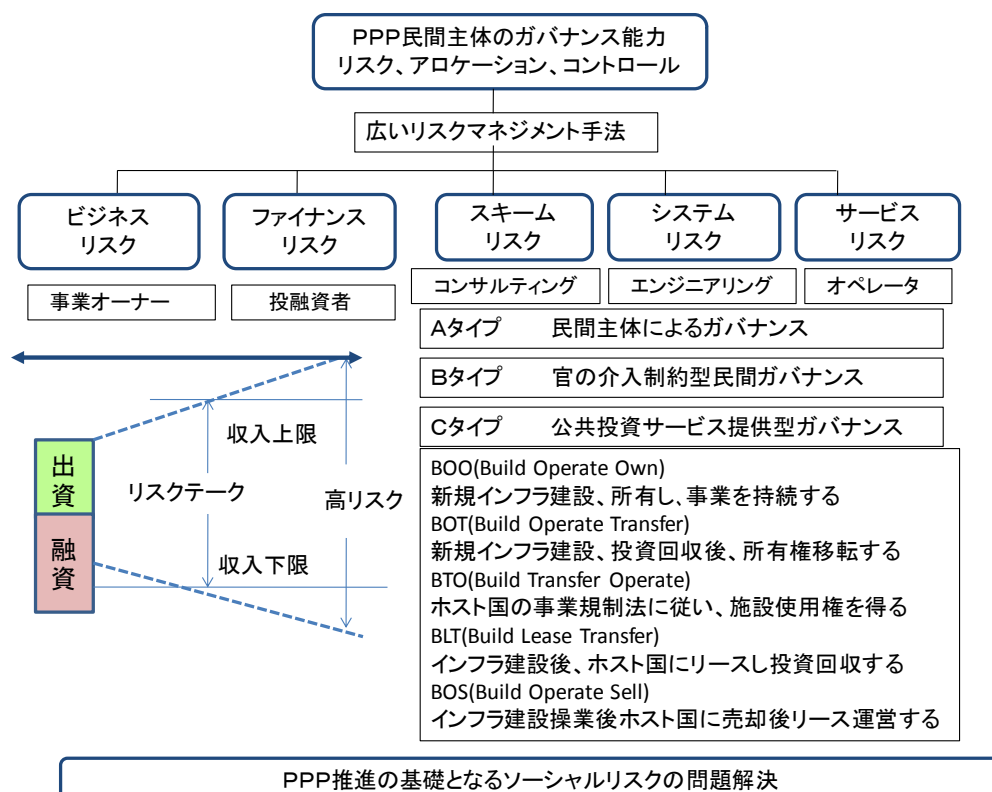 PPP民間主体のガバナンス能力
リスク、アロケーション、コントロール
広いリスクマネジメント手法
ビジネス
リスク
ファイナンス
リスク
スキーム
リスク
システム
リスク
サービス
リスク
事業オーナー
投融資者
コンサルティング
エンジニアリング
オペレータ
Aタイプ 民間主体によるガバナンス
Bタイプ 官の介入制約型民間ガバナンス
Cタイプ 公共投資サービス提供型ガバナンス
出資
融資
収入上限
リスクテーク
高リスク
収入下限
BOO(Build Operate Own)
新規インフラ建設、所有し、事業を持続する
BOT(Build Operate Transfer)
新規インフラ建設、投資回収後、所有権移転する
BTO(Build Transfer Operate)
ホスト国の事業規制法に従い、施設使用権を得る
BLT(Build Lease Transfer)
インフラ建設後、ホスト国にリースし投資回収する
BOS(Build Operate Sell)
インフラ建設操業後ホスト国に売却後リース運営する
PPP推進の基礎となるソーシャルリスクの問題解決